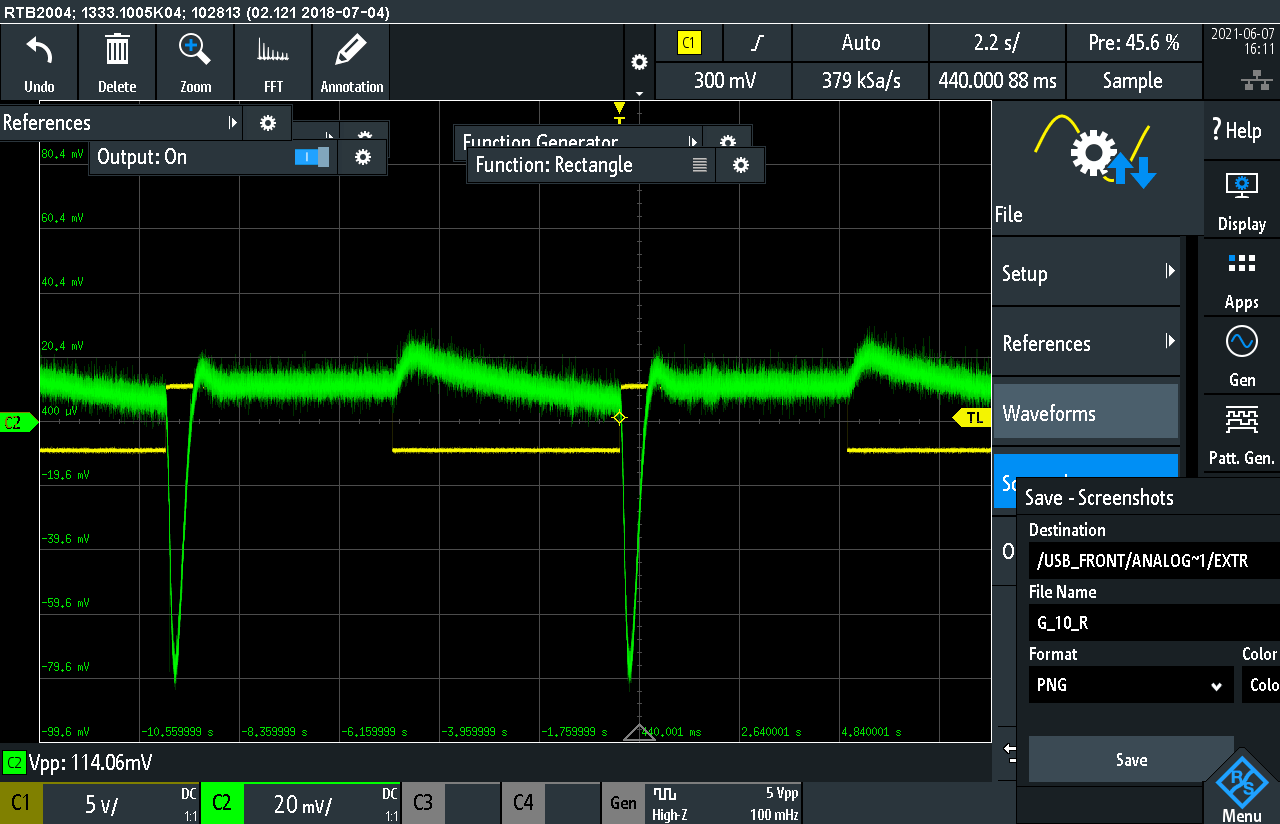 RTB2004; 1333.1005K04; 102813 (02.121 2018-07-04)
Undo
Delete
Zoom
FFT
Annotation
C1
Auto
2.2 s/
Pre: 45.6 %
300 mV
379 kSa/s
440.000 88 ms
Sample
2021-06-07
16:11
References
Output: On
Function Generator
Function: Rectangle
T
80,4 mV
60,4 mV
40,4 mV
20,4 mV
400 µV
-19,6 mV
-39,6 mV
-59,6 mV
-79,6 mV
-99,6 mV
-10,559999 s
-8,359999 s
-6,159999 s
-3,959999 s
-1,759999 s
440,001 ms
2,640001 s
4,840001 s
C2
TL
File
Setup
References
Waveforms
Sc
O
? Help
Display
Apps
Gen
Patt. Gen.
Save - Screenshots
Destination
/USB_FRONT/ANALOG~1/EXTR
File Name
G_10_R
Format
Color
PNG
Colo
Save
Menu
R S
C2 Vpp: 114.06mV
C1
5 V/
DC
1:1
C2
20 mV/
DC
1:1
C3
C4
Gen
High-Z
5 Vpp
100 mHz